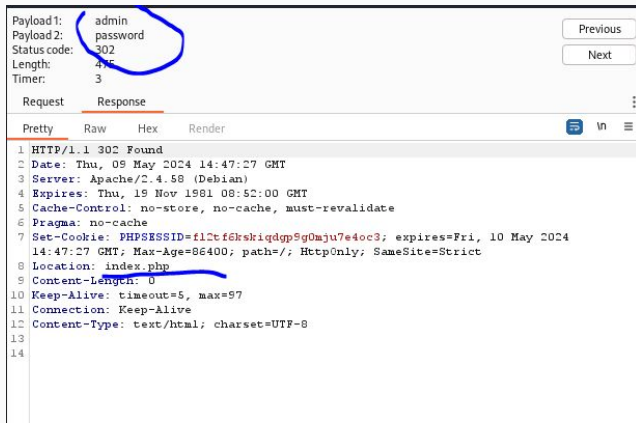 Payload 1: admin
Payload 2: password
Status code: 302
Length: 475
Timer: 3
Previous
Next
Request Response
Pretty Raw Hex Render \n
1 HTTP/1.1 302 Found
2 Date: Thu, 09 May 2024 14:47:27 GMT
3 Server: Apache/2.4.58 (Debian)
4 Expires: Thu, 19 Nov 1981 08:52:00 GMT
5 Cache-Control: no-store, no-cache, must-revalidate
6 Pragma: no-cache
7 Set-Cookie: PHPSESSID=fl2tf6kskiqdgp9g0mju7e4oc3; expires=Fri, 10 May 2024
14:47:27 GMT; Max-Age=86400; path=/; HttpOnly; SameSite=Strict
8 Location: index.php
9 Content-Length: 0
10 Keep-Alive: timeout=5, max=97
11 Connection: Keep-Alive
12 Content-Type: text/html; charset=UTF-8
13
14